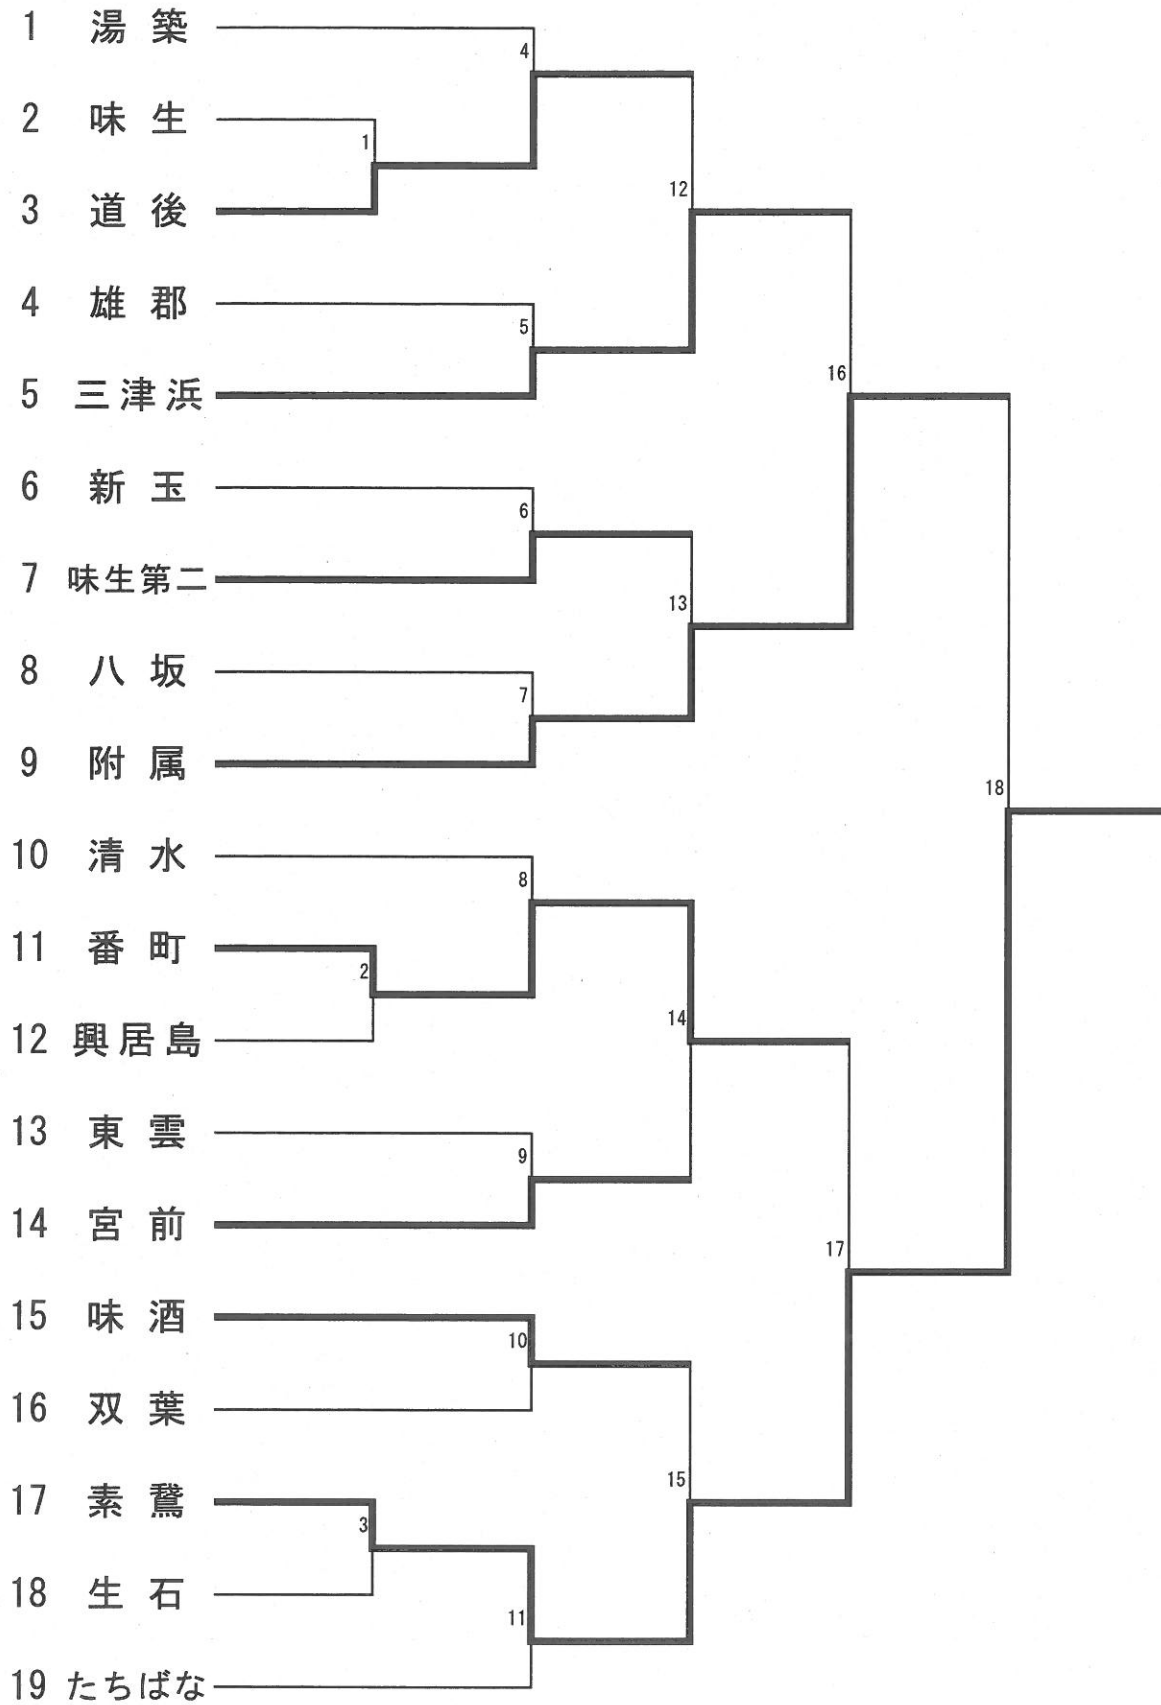 1 湯築
4
2 味生
1
3 道後
12
4 雄郡
5
5 三津浜
16
6 新玉
6
7 味生第二
13
8 八坂
7
9 附属
18
10 清水
8
11 番町
2
14
12 興居島
13 東雲
9
14 宮前
17
15 味酒
10
16 双葉
15
17 素鵞
3
18 生石
11
19 たちばな